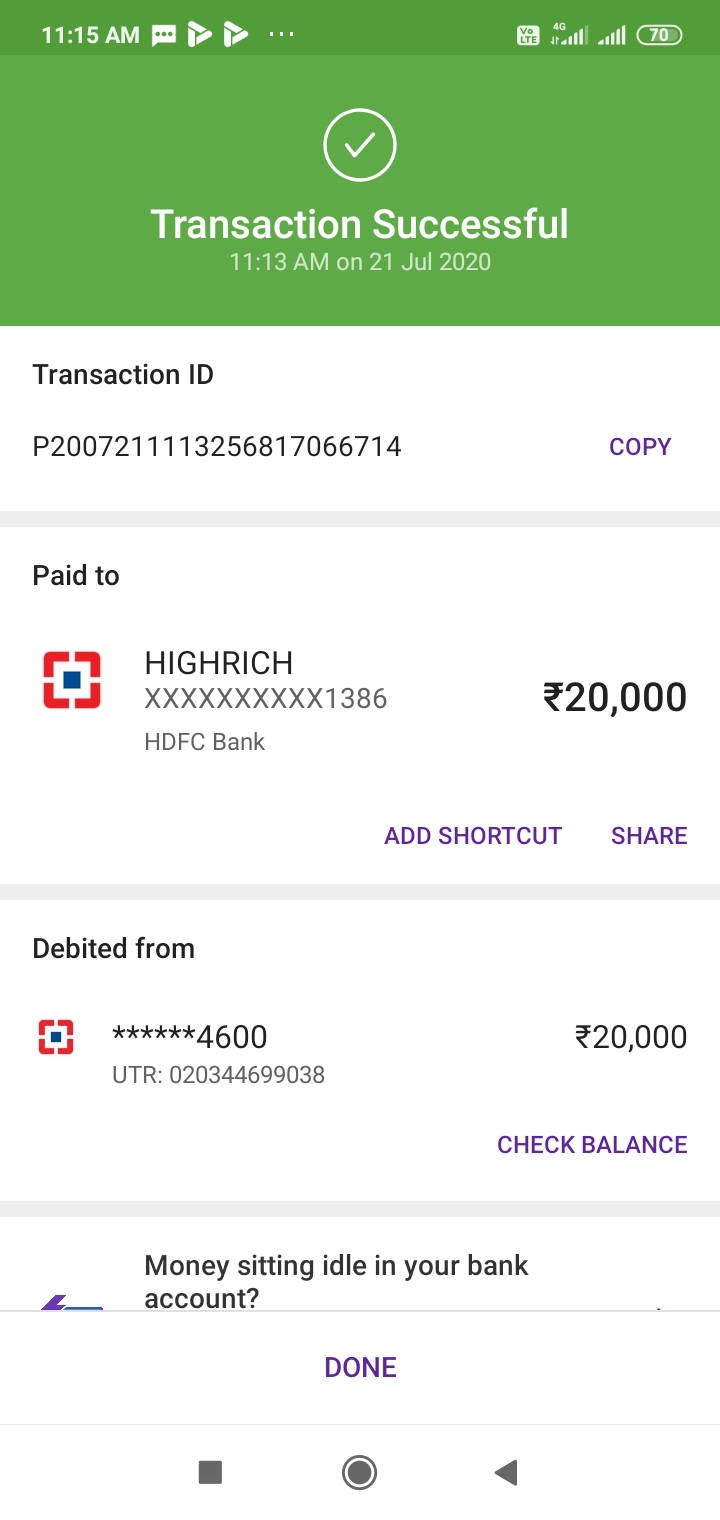 11:15 AM
Vo LTE 4G 70
Transaction Successful
11:13 AM on 21 Jul 2020
Transaction ID
P2007211113256817066714
COPY
Paid to
HIGHRICH
XXXXXXXXXX1386
₹20,000
HDFC Bank
ADD SHORTCUT SHARE
Debited from
******4600 ₹20,000
UTR: 020344699038
CHECK BALANCE
Money sitting idle in your bank
account?
DONE